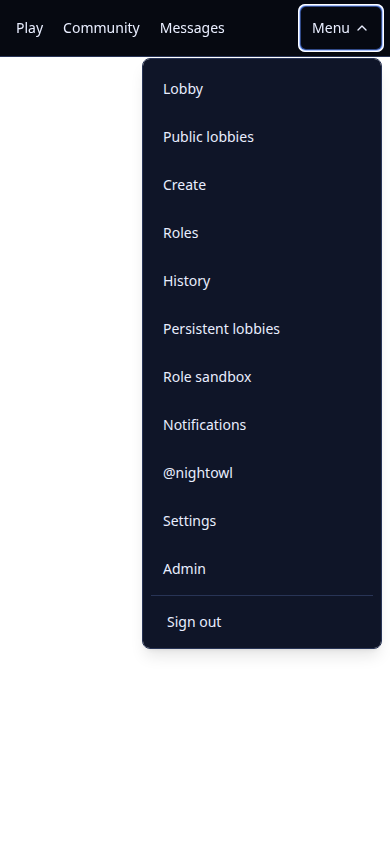 Play Community Messages Menu
Lobby
Public lobbies
Create
Roles
History
Persistent lobbies
Role sandbox
Notifications
@nightowl
Settings
Admin
Sign out